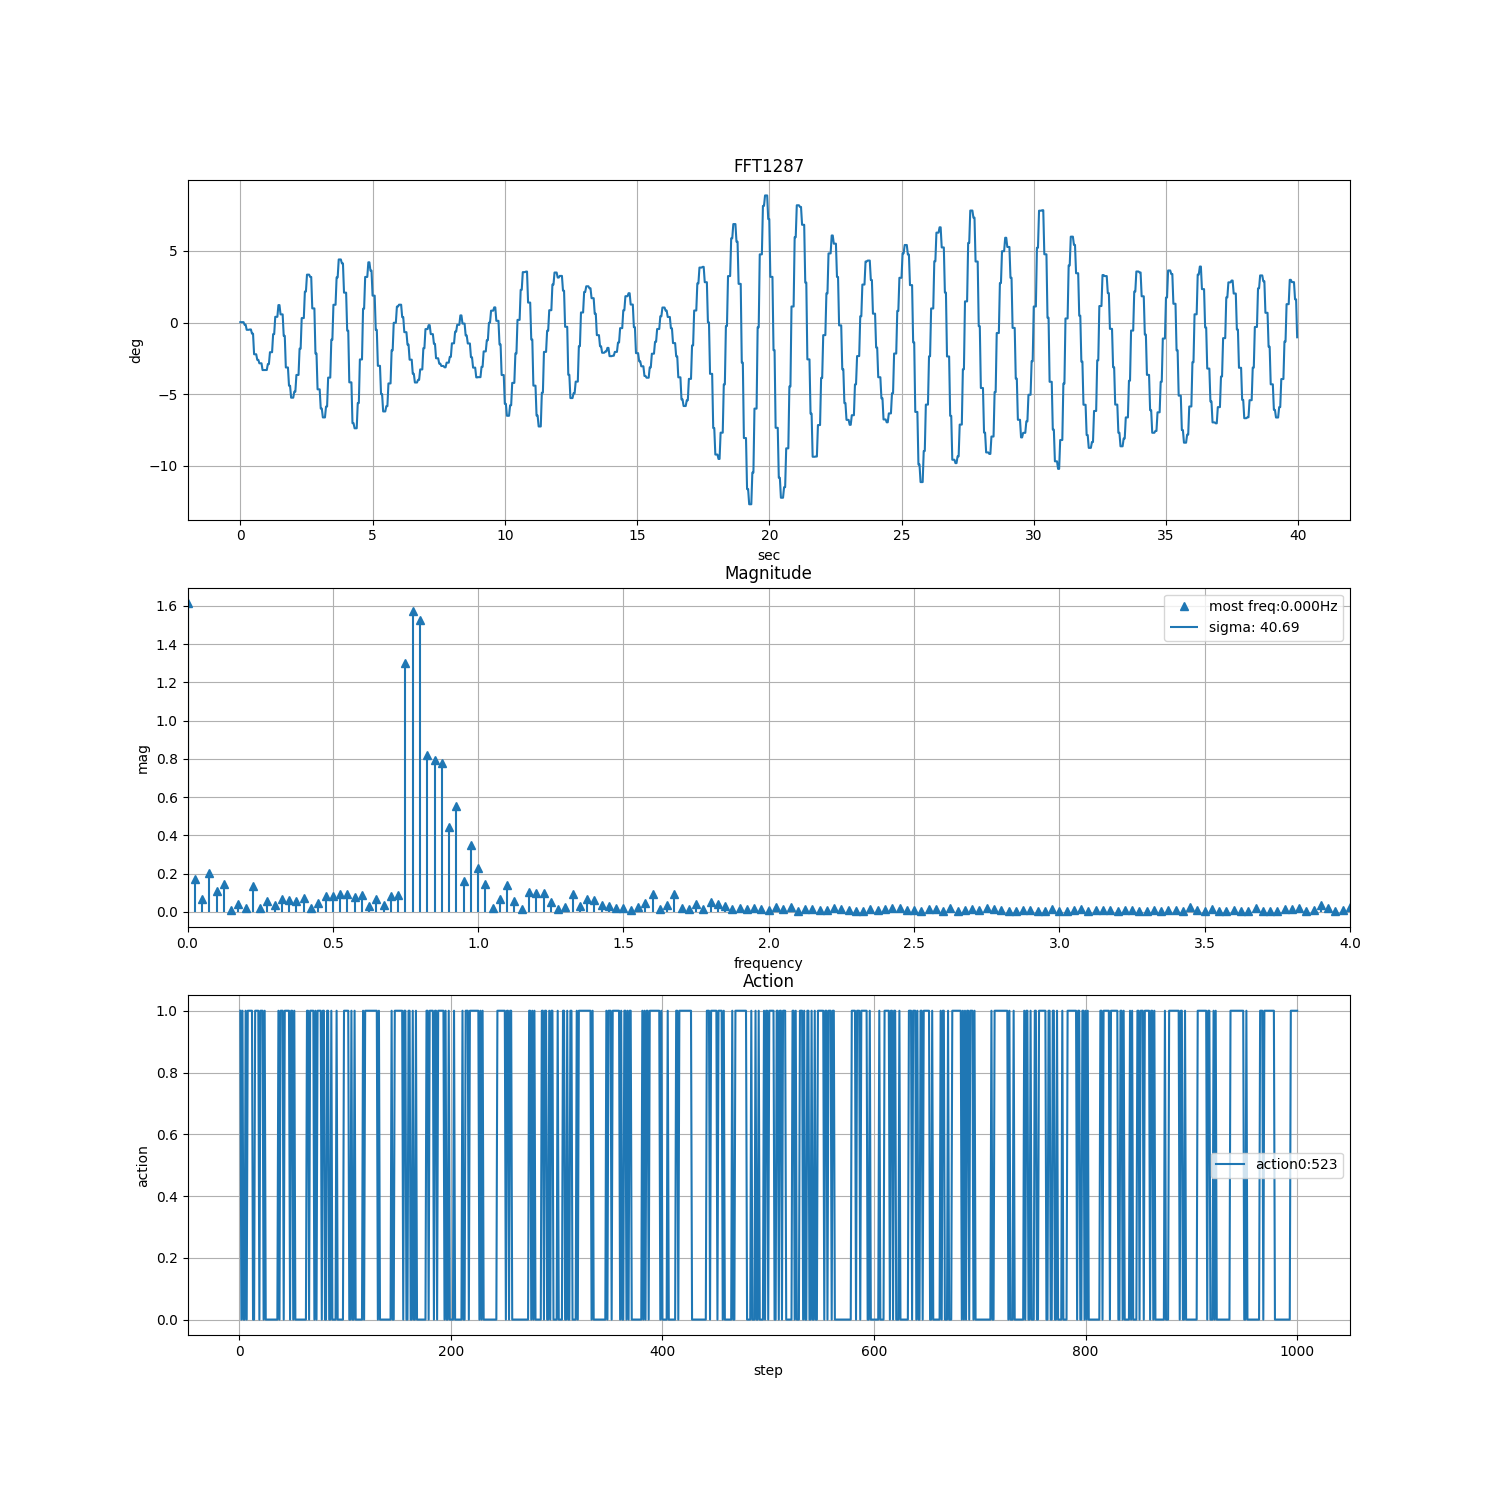 FFT1287
5
0
−5
−10
deg
0 5 10 15 20 25 30 35 40
sec
Magnitude
1.6
1.4
1.2
1.0
0.8
0.6
0.4
0.2
0.0
mag
most freq:0.000Hz
sigma: 40.69
0.0 0.5 1.0 1.5 2.0 2.5 3.0 3.5 4.0
frequency
Action
1.0
0.8
0.6
0.4
0.2
0.0
action
action0:523
0 200 400 600 800 1000
step